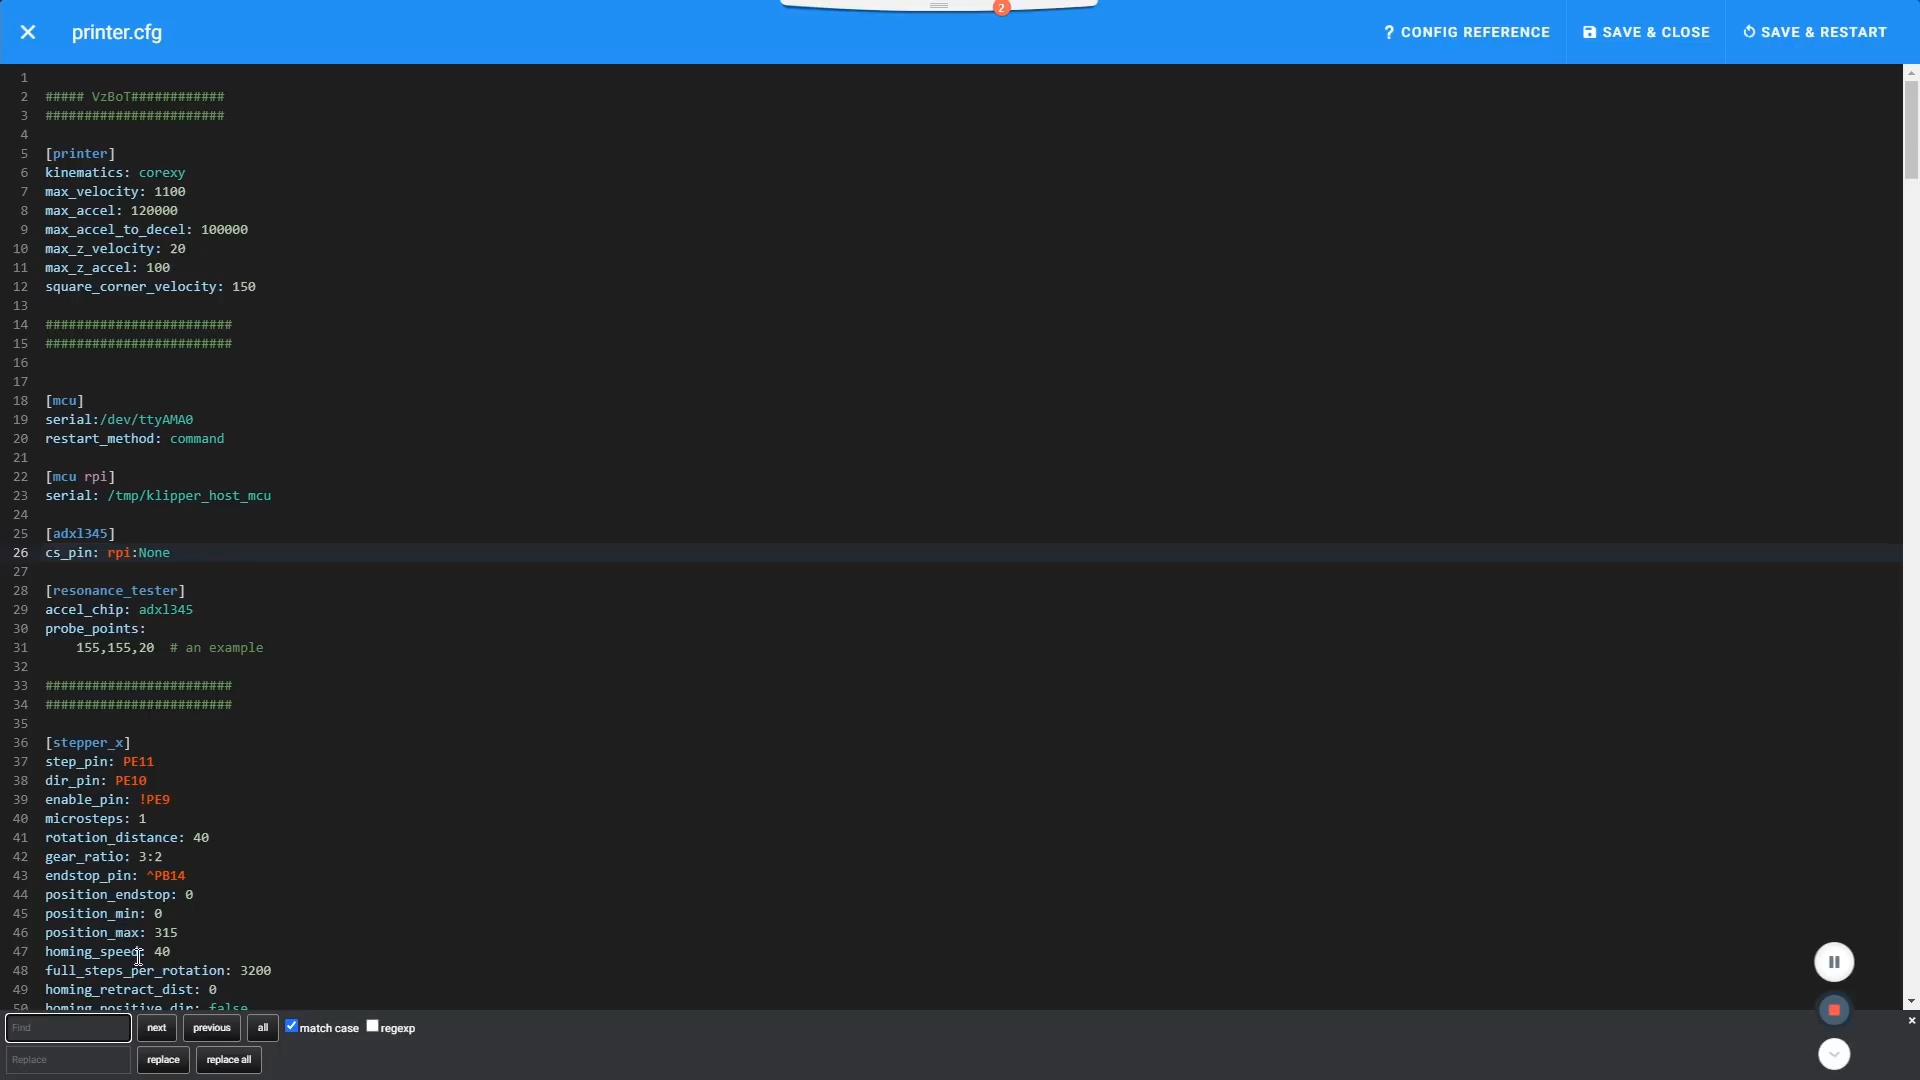 printer.cfg
2
? CONFIG REFERENCE
SAVE & CLOSE
SAVE & RESTART
1
2 ##### VzBoT############
3 #######################
4
5 [printer]
6 kinematics: corexy
7 max_velocity: 1100
8 max_accel: 120000
9 max_accel_to_decel: 100000
10 max_z_velocity: 20
11 max_z_accel: 100
12 square_corner_velocity: 150
13
14 ########################
15 ########################
16
17
18 [mcu]
19 serial:/dev/ttyAMA0
20 restart_method: command
21
22 [mcu rpi]
23 serial: /tmp/klipper_host_mcu
24
25 [adxl345]
26 cs_pin: rpi:None
27
28 [resonance_tester]
29 accel_chip: adxl345
30 probe_points:
31     155,155,20  # an example
32
33 ########################
34 ########################
35
36 [stepper_x]
37 step_pin: PE11
38 dir_pin: PE10
39 enable_pin: !PE9
40 microsteps: 1
41 rotation_distance: 40
42 gear_ratio: 3:2
43 endstop_pin: ^PB14
44 position_endstop: 0
45 position_min: 0
46 position_max: 315
47 homing_speed: 40
48 full_steps_per_rotation: 3200
49 homing_retract_dist: 0
50 homing_positive_dir: false
Find next previous all match case regexp
Replace replace replace all